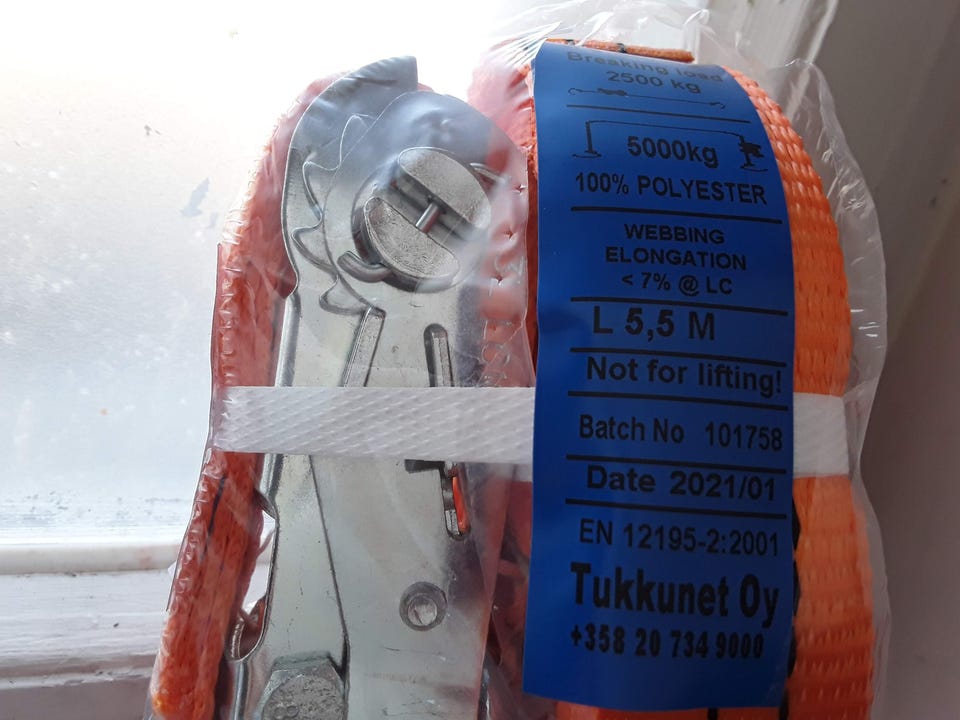 Breaking load
2500 kg
5000kg
100% POLYESTER
WEBBING
ELONGATION
< 7% @ LC
L 5,5 M
Not for lifting!
Batch No 101758
Date 2021/01
EN 12195-2:2001
Tukkunet Oy
+358 20 734 9000